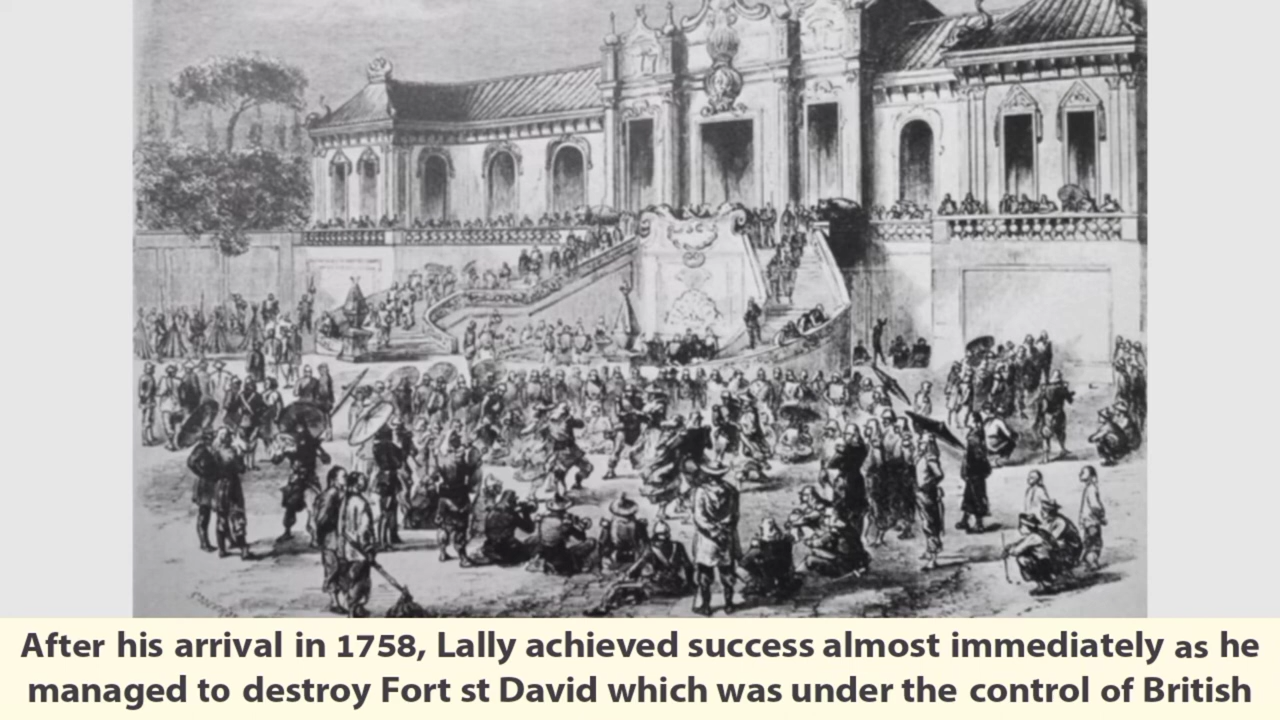 After his arrival in 1758, Lally achieved success almost immediately as he
managed to destroy Fort st David which was under the control of British